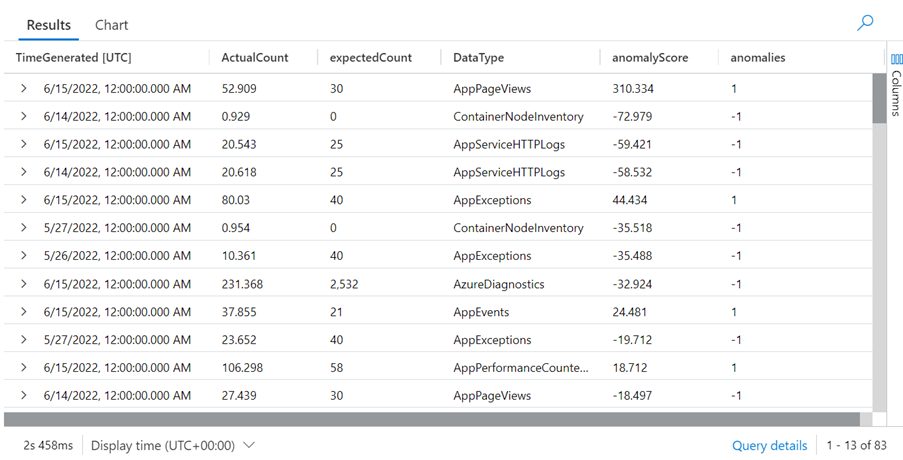 Results Chart
TimeGenerated [UTC] ActualCount expectedCount DataType anomalyScore anomalies
6/15/2022, 12:00:00.000 AM 52.909 30 AppPageViews 310.334 1
6/14/2022, 12:00:00.000 AM 0.929 0 ContainerNodeInventory -72.979 -1
6/15/2022, 12:00:00.000 AM 20.543 25 AppServiceHTTPLogs -59.421 -1
6/14/2022, 12:00:00.000 AM 20.618 25 AppServiceHTTPLogs -58.532 -1
6/15/2022, 12:00:00.000 AM 80.03 40 AppExceptions 44.434 1
5/27/2022, 12:00:00.000 AM 0.954 0 ContainerNodeInventory -35.518 -1
5/26/2022, 12:00:00.000 AM 10.361 40 AppExceptions -35.488 -1
6/15/2022, 12:00:00.000 AM 231.368 2,532 AzureDiagnostics -32.924 -1
6/15/2022, 12:00:00.000 AM 37.855 21 AppEvents 24.481 1
5/27/2022, 12:00:00.000 AM 23.652 40 AppExceptions -19.712 -1
6/15/2022, 12:00:00.000 AM 106.298 58 AppPerformanceCounte... 18.712 1
6/14/2022, 12:00:00.000 AM 27.439 30 AppPageViews -18.497 -1
Columns
2s 458ms Display time (UTC+00:00) Query details 1 - 13 of 83